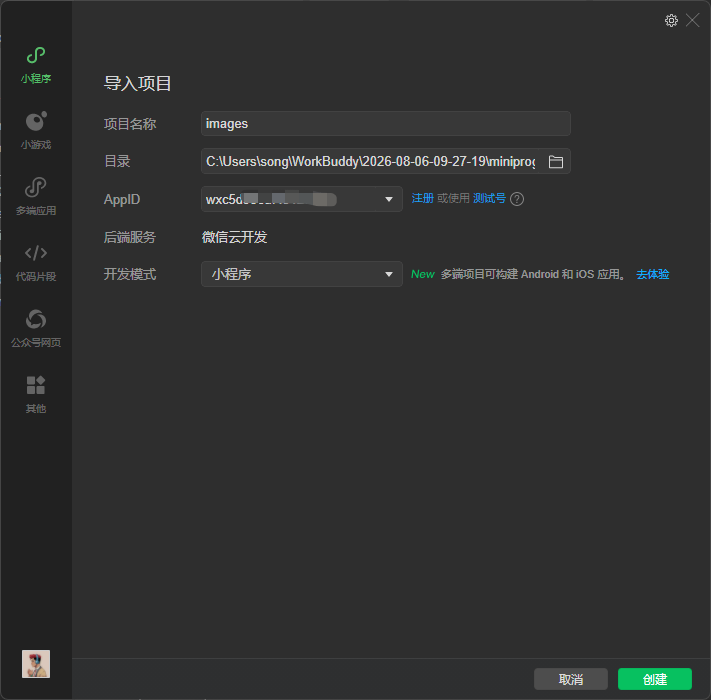 小程序
小游戏
多端应用
代码片段
公众号网页
其他
导入项目
项目名称 images
目录 C:\Users\song\WorkBuddy\2026-08-06-09-27-19\miniprog
AppID wxc5d 注册 或使用 测试号 ?
后端服务 微信云开发
开发模式 小程序 New 多端项目可构建 Android 和 iOS 应用。 去体验
取消 创建